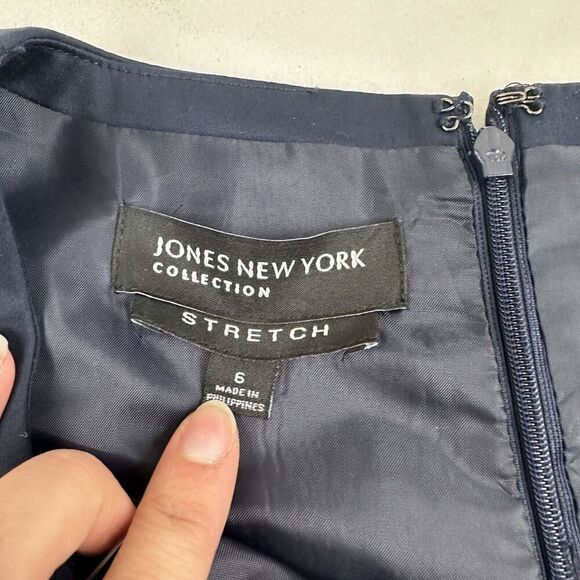 JONES NEW YORK
COLLECTION
STRETCH
6
MADE IN
PHILIPPINES